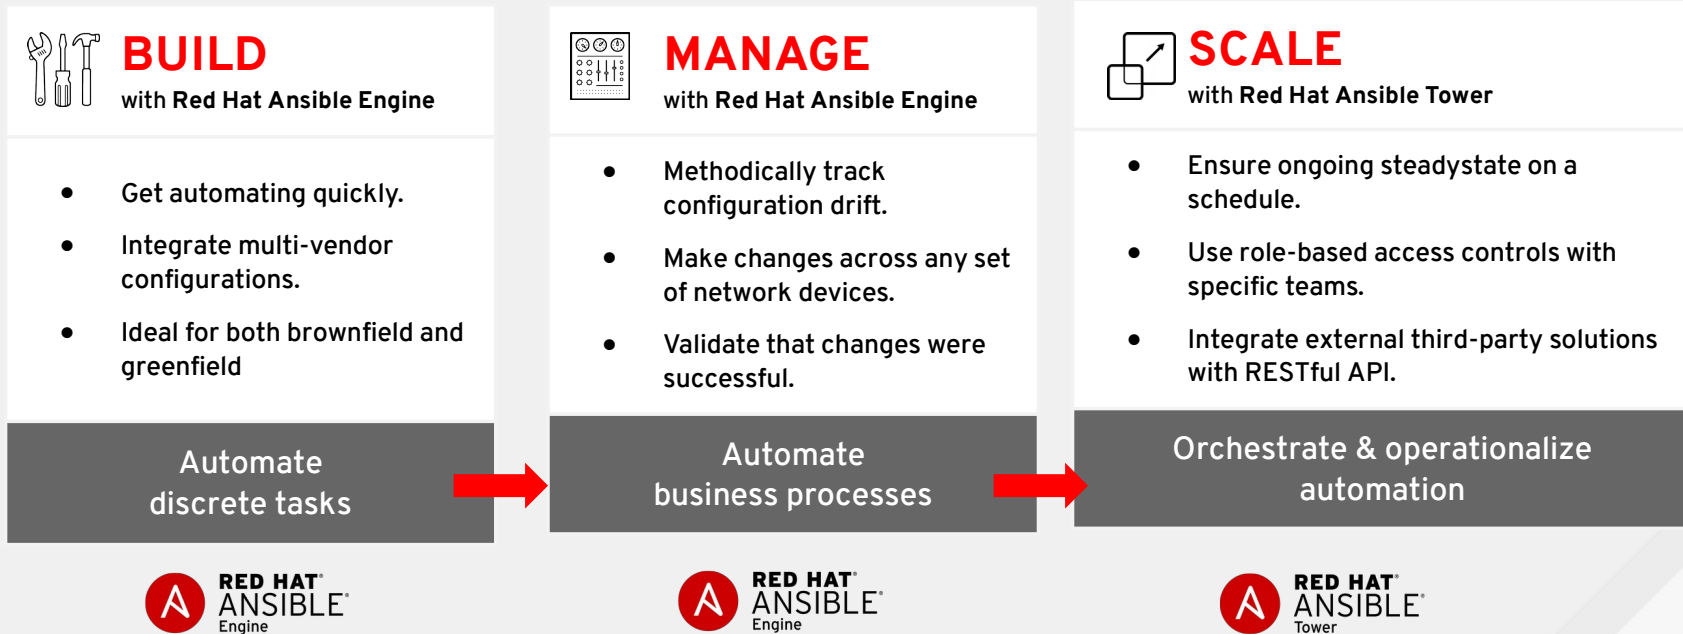 BUILD
with Red Hat Ansible Engine
• Get automating quickly.
• Integrate multi-vendor
configurations.
• Ideal for both brownfield and
greenfield
Automate
discrete tasks
RED HAT®
ANSIBLE®
Engine
MANAGE
with Red Hat Ansible Engine
• Methodically track
configuration drift.
• Make changes across any set
of network devices.
• Validate that changes were
successful.
Automate
business processes
RED HAT®
ANSIBLE®
Engine
SCALE
with Red Hat Ansible Tower
• Ensure ongoing steadystate on a
schedule.
• Use role-based access controls with
specific teams.
• Integrate external third-party solutions
with RESTful API.
Orchestrate & operationalize
automation
RED HAT®
ANSIBLE®
Tower